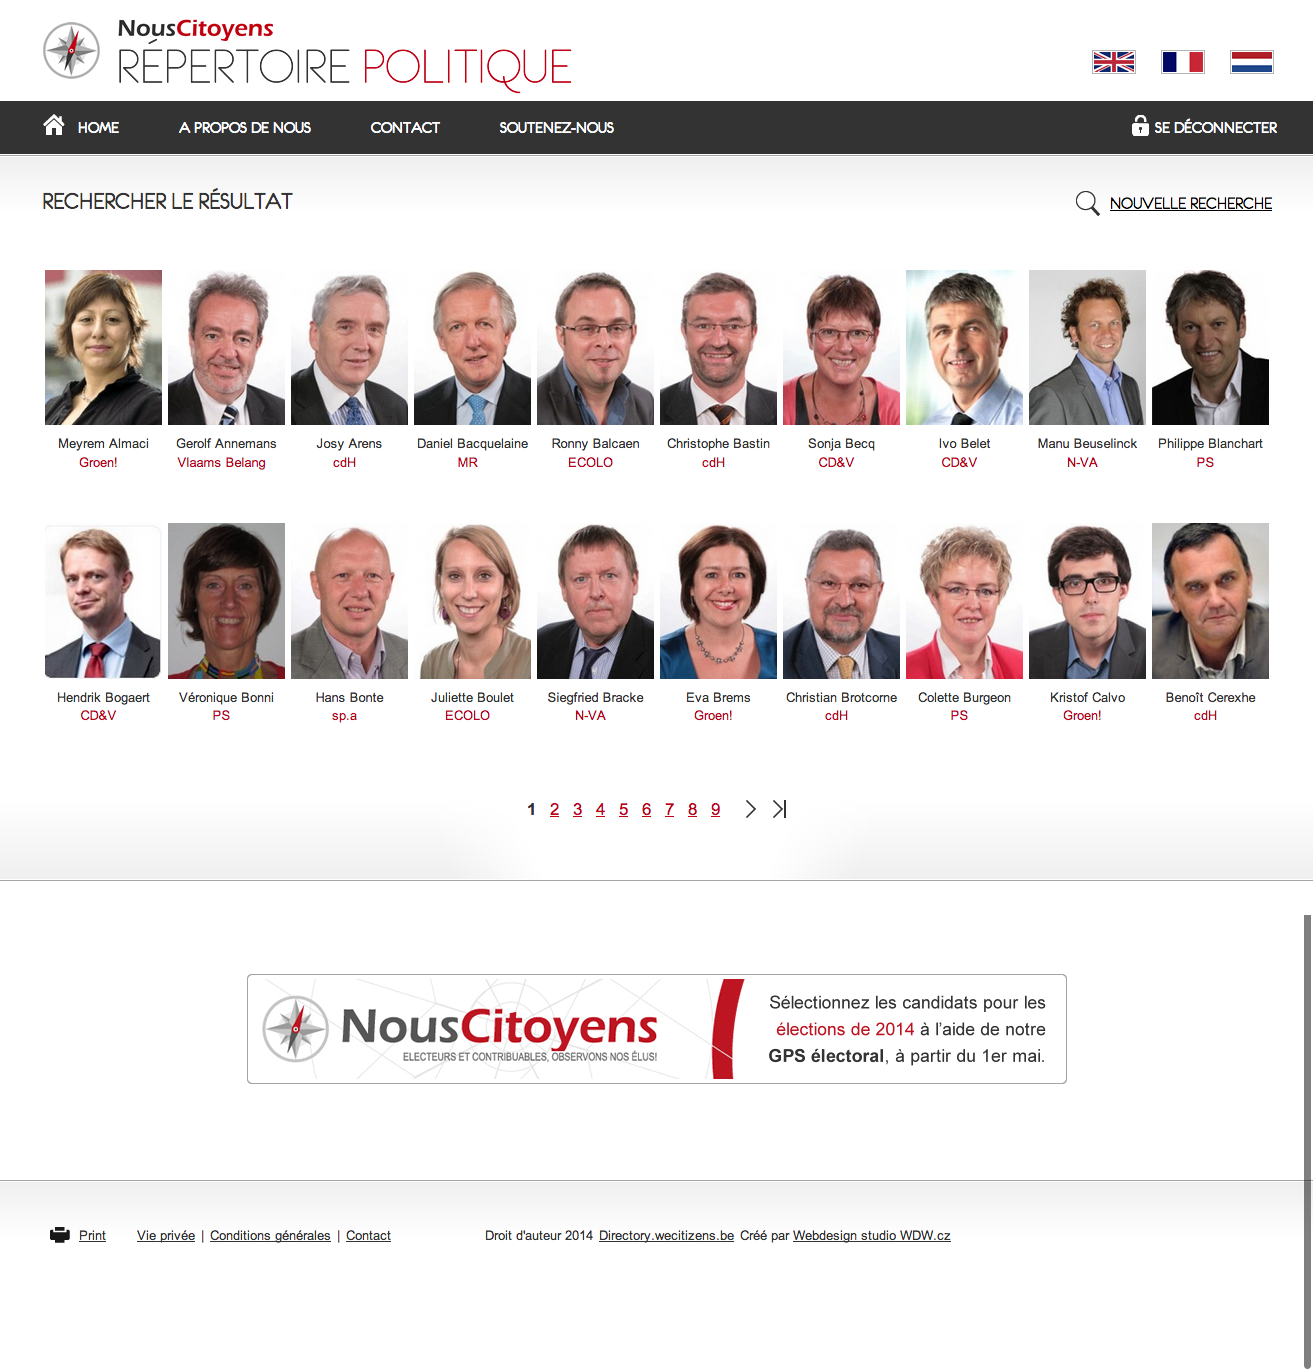 NousCitoyens
RÉPERTOIRE POLITIQUE
HOME A PROPOS DE NOUS CONTACT SOUTENEZ-NOUS SE DÉCONNECTER
RECHERCHER LE RÉSULTAT NOUVELLE RECHERCHE
Meyrem Almaci Gerolf Annemans Josy Arens Daniel Bacquelaine Ronny Balcaen Christophe Bastin Sonja Becq Ivo Belet Manu Beuselinck Philippe Blanchart
Groen! Vlaams Belang cdH MR ECOLO cdH CD&V CD&V N-VA PS
Hendrik Bogaert Véronique Bonni Hans Bonte Juliette Boulet Siegfried Bracke Eva Brems Christian Brotcorne Colette Burgeon Kristof Calvo Benoît Cerexhe
CD&V PS sp.a ECOLO N-VA Groen! cdH PS Groen! cdH
1 2 3 4 5 6 7 8 9
NousCitoyens
ELECTEURS ET CONTRIBUABLES, OBSERVONS NOS ÉLUS!
Sélectionnez les candidats pour les
élections de 2014 à l'aide de notre
GPS électoral, à partir du 1er mai.
Print Vie privée | Conditions générales | Contact Droit d'auteur 2014 Directory.wecitizens.be Créé par Webdesign studio WDW.cz